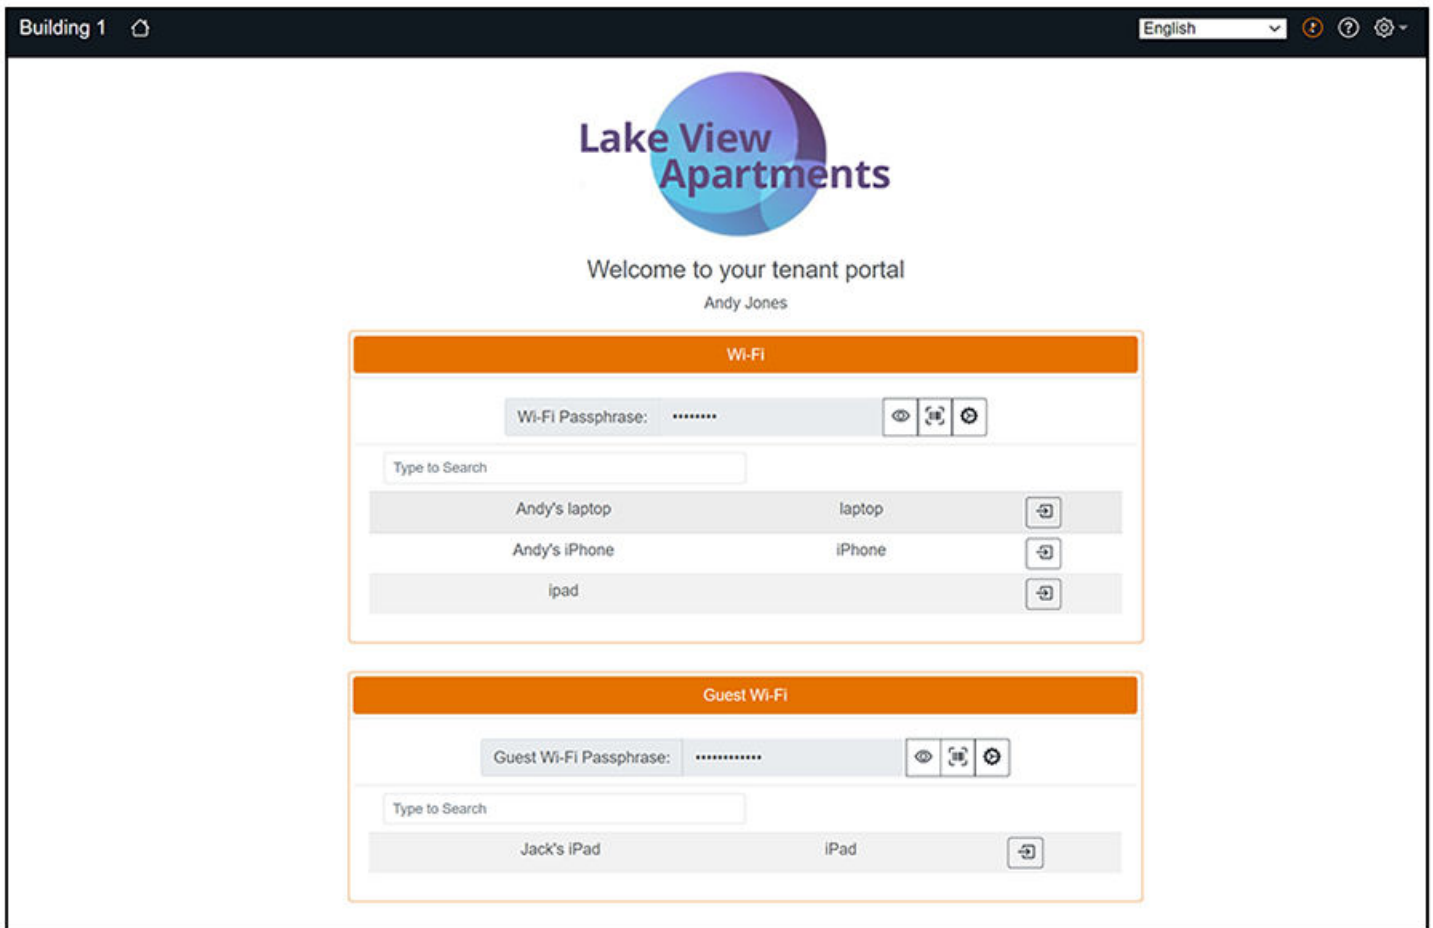 Building 1
English
Lake View
Apartments
Welcome to your tenant portal
Andy Jones
Wi-Fi
Wi-Fi Passphrase: ••••••••
Type to Search
Andy's laptop laptop
Andy's iPhone iPhone
ipad
Guest Wi-Fi
Guest Wi-Fi Passphrase: ••••••••••••
Type to Search
Jack's iPad iPad